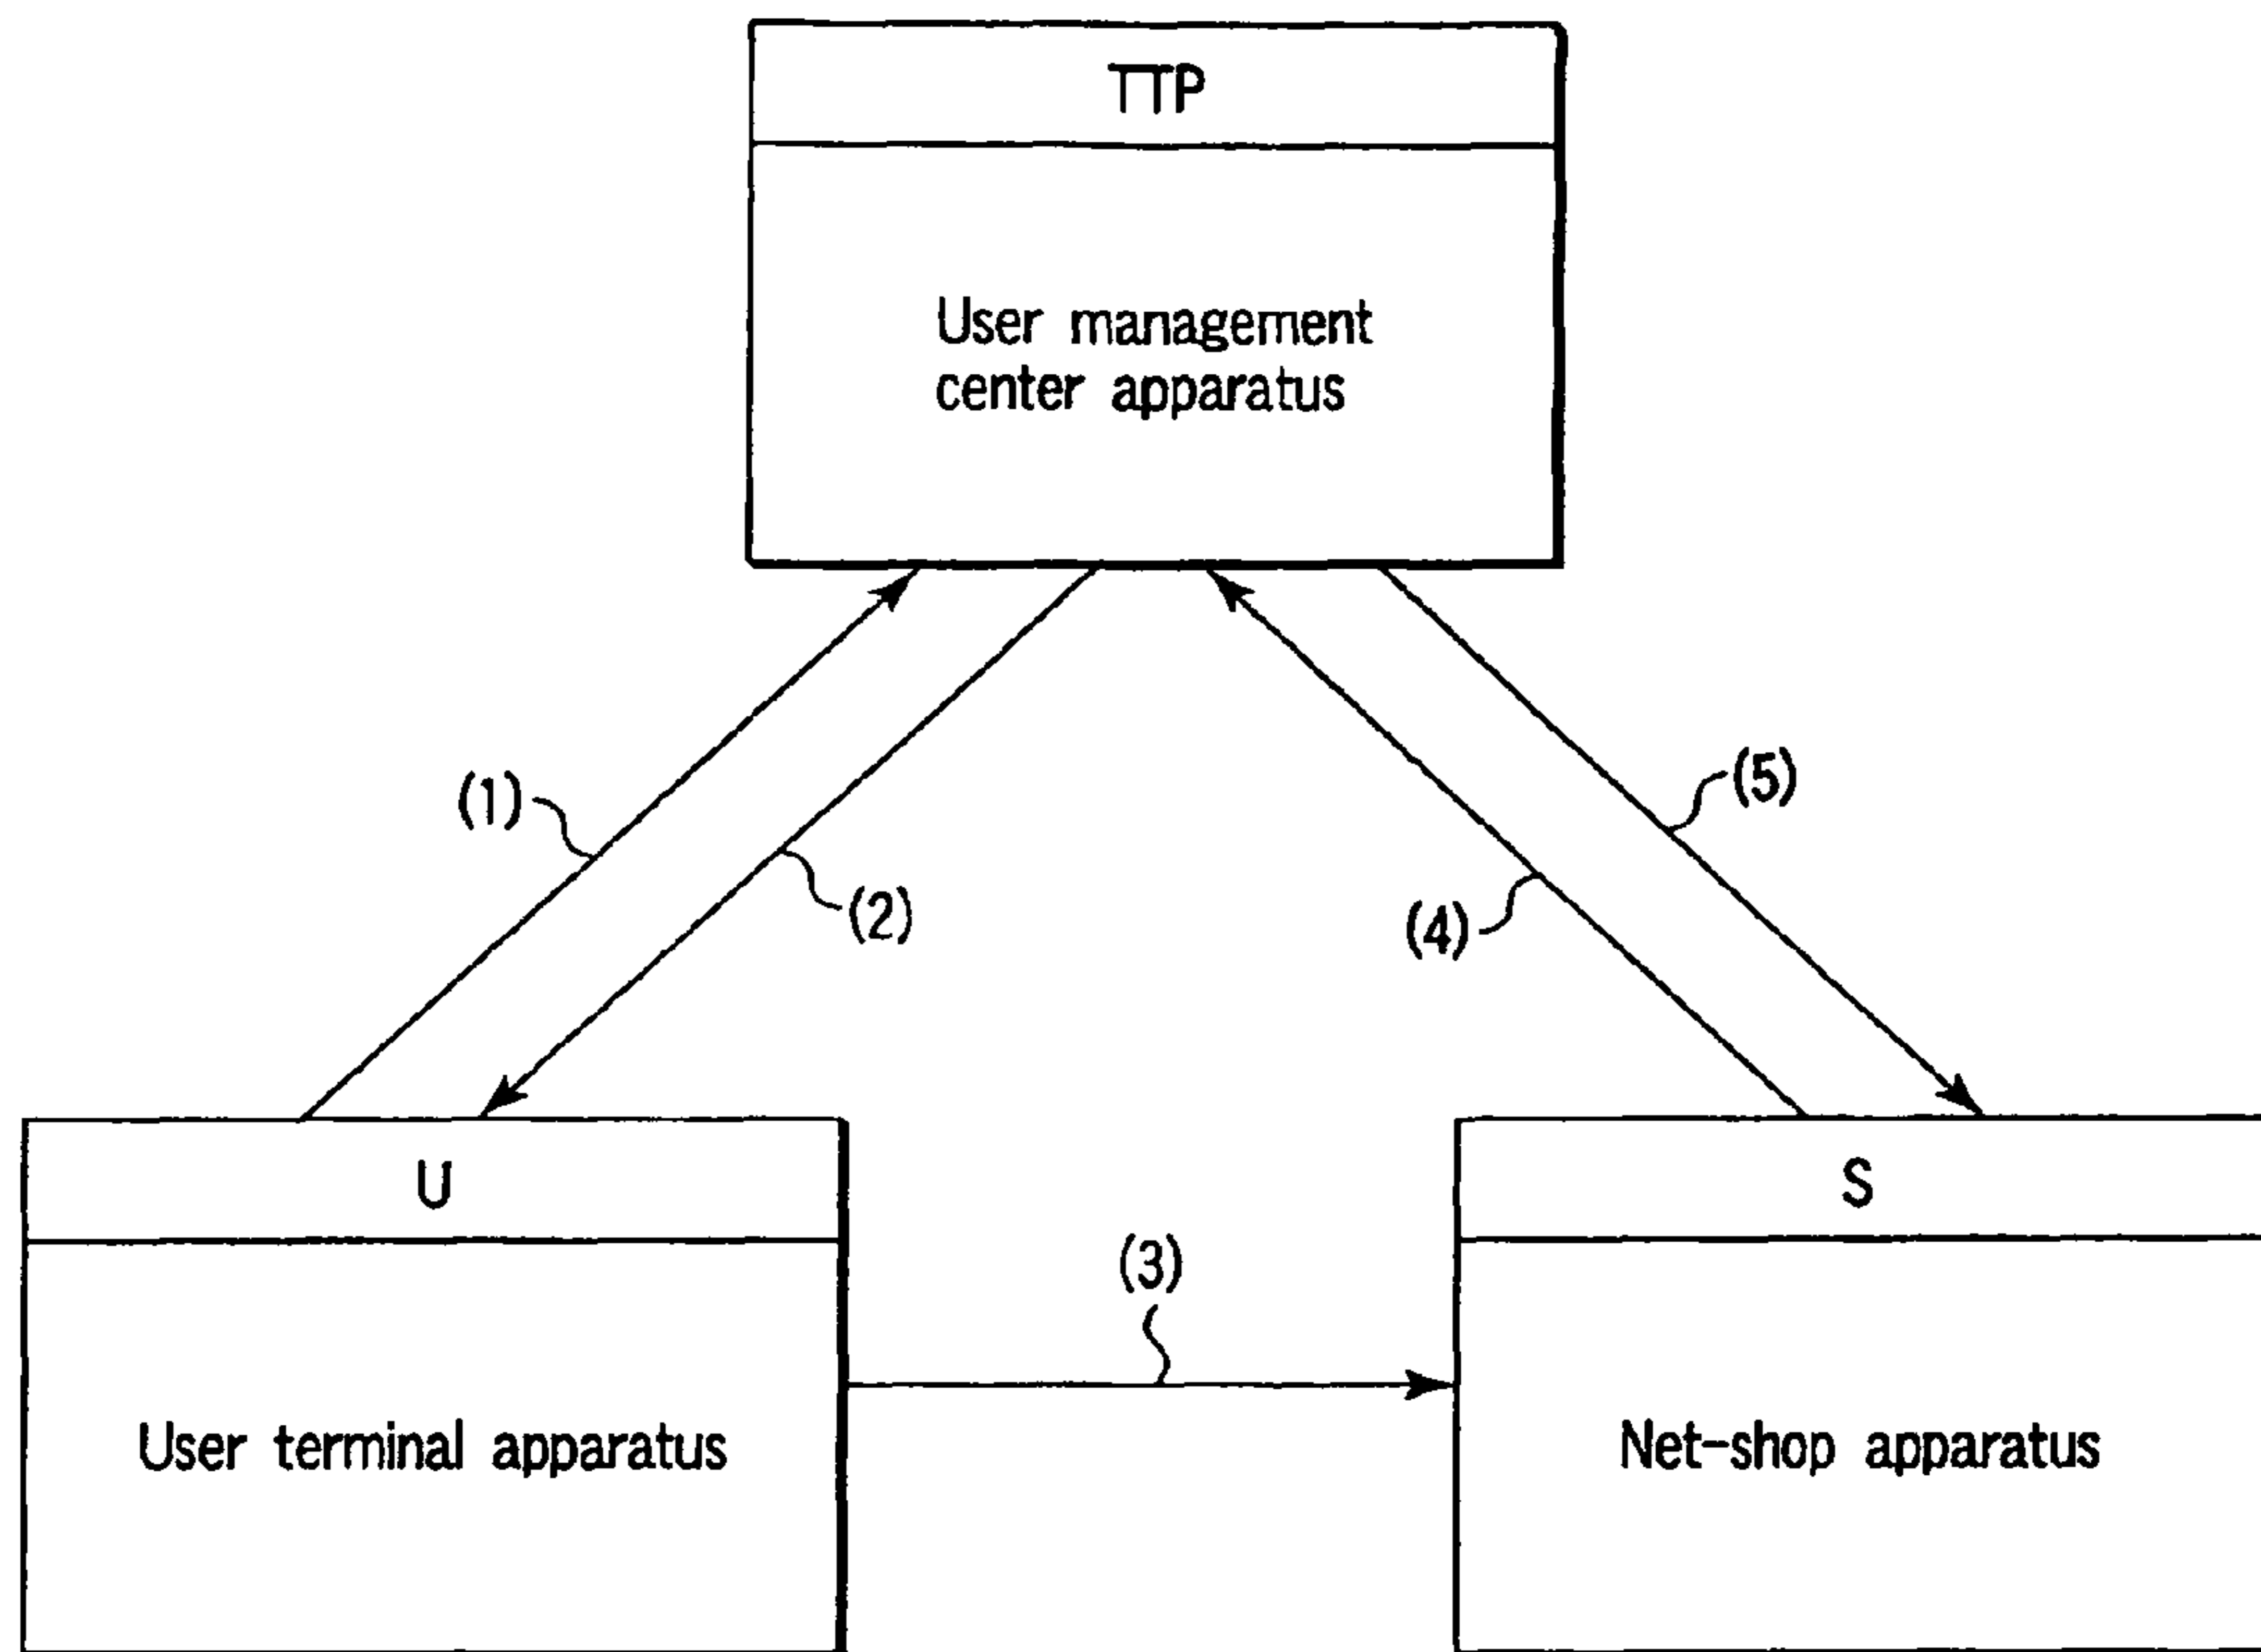 TTP
User management
center apparatus
(1)
(2)
(4)
(5)
U
User terminal apparatus
(3)
S
Net-shop apparatus